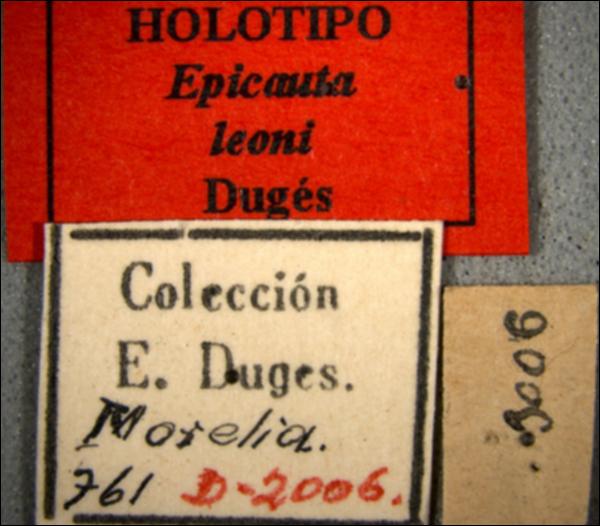 HOLOTIPO
Epicauta
leoni
Dugés
Colección
E. Duges.
Morelia.
761 D-2006.
.3006